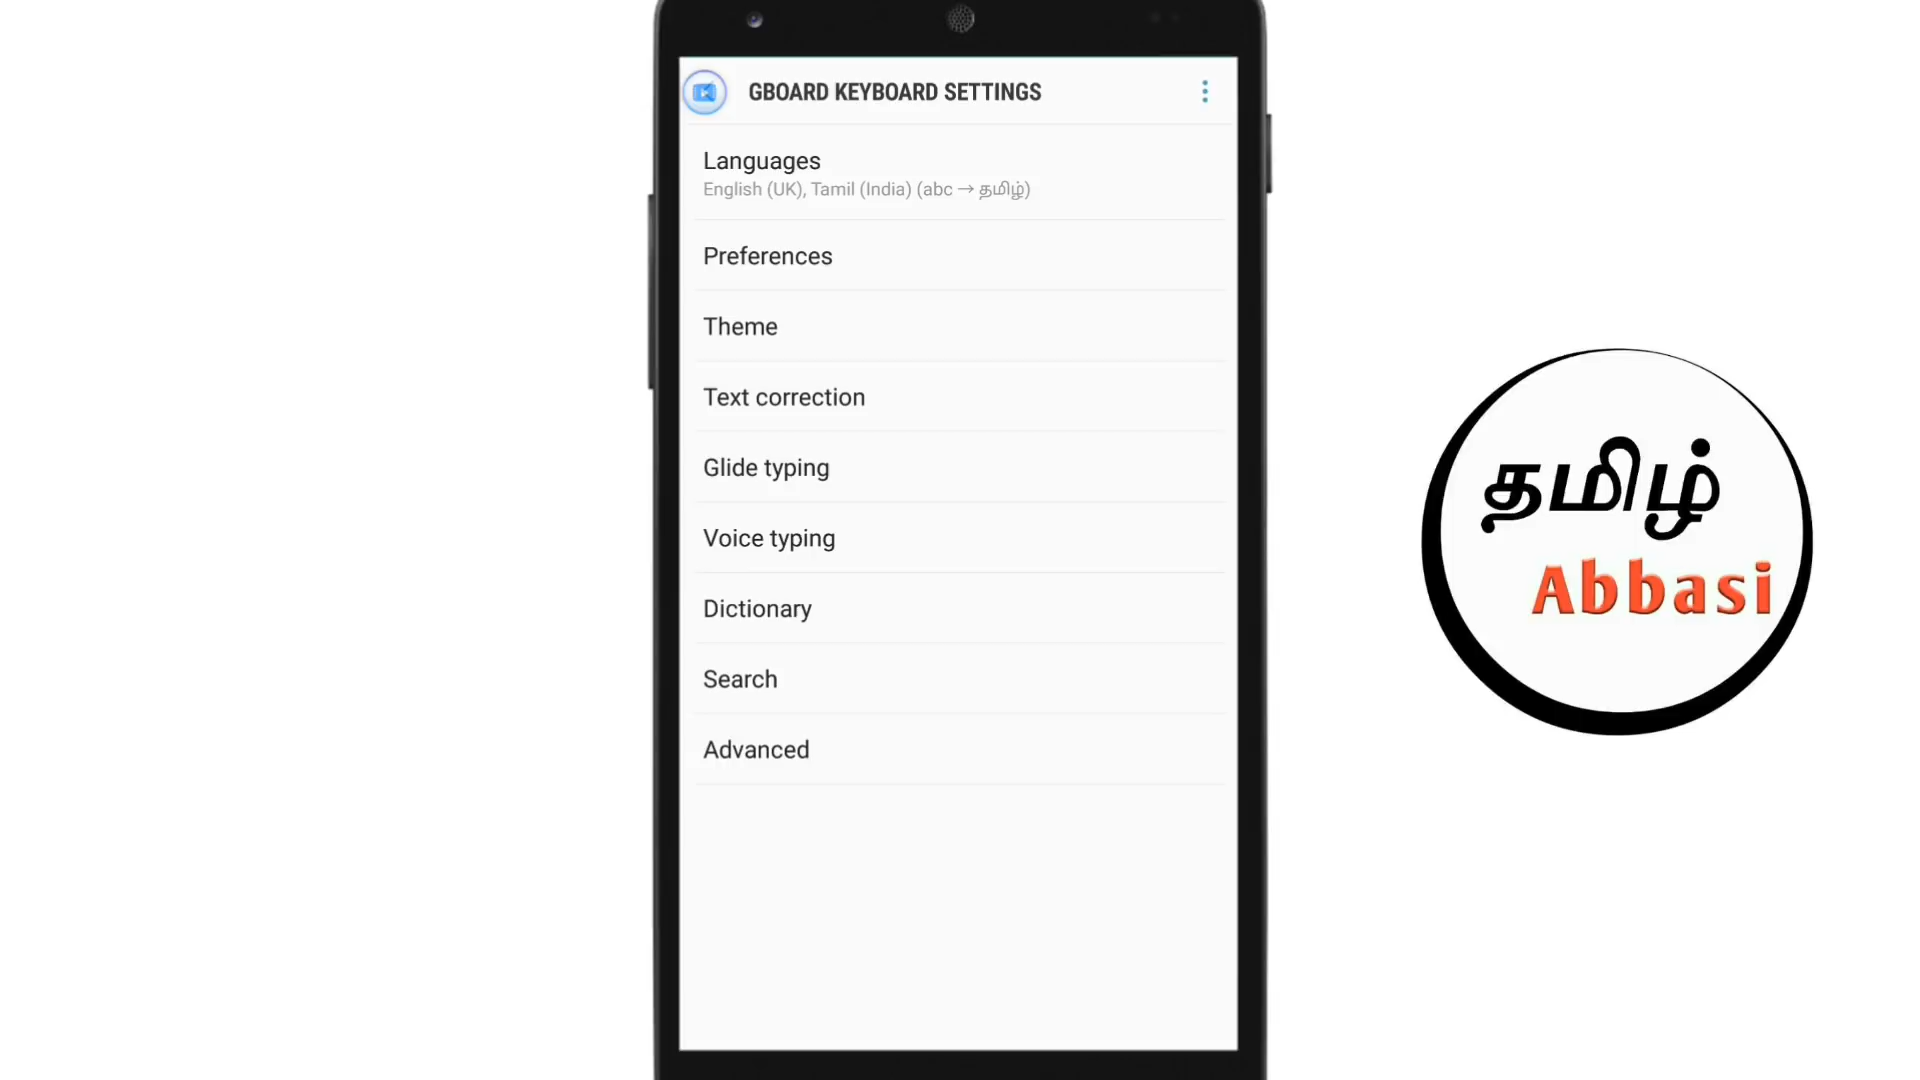 GBOARD KEYBOARD SETTINGS
Languages
English (UK), Tamil (India) (abc → தமிழ்)
Preferences
Theme
Text correction
Glide typing
Voice typing
Dictionary
Search
Advanced
தமிழ்
Abbasi